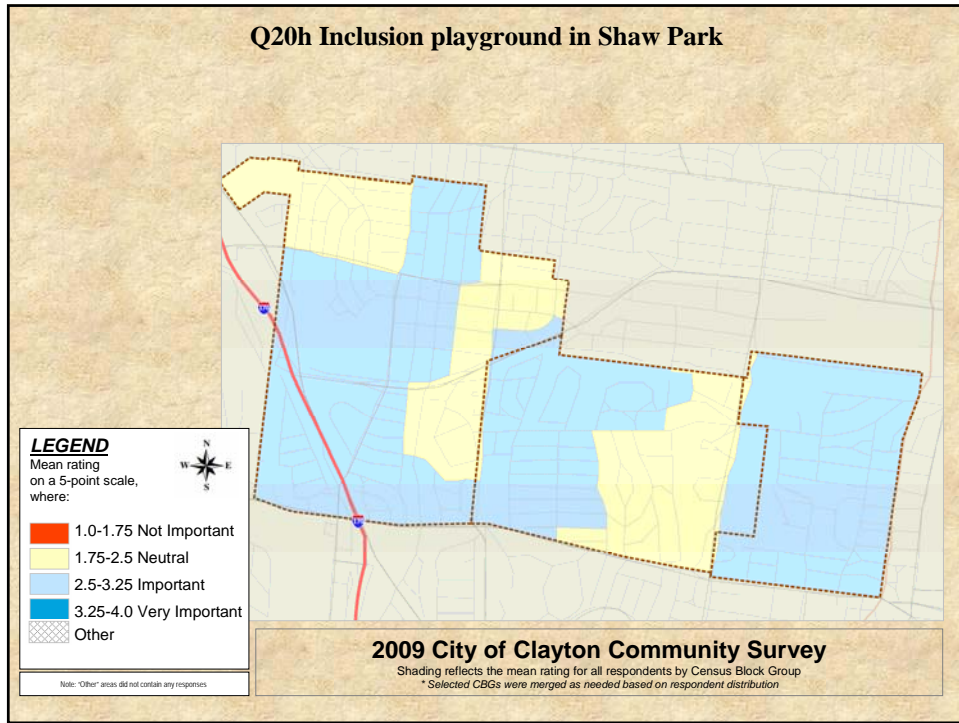 Q20h Inclusion playground in Shaw Park
LEGEND
Mean rating
on a 5-point scale,
where:
N
W E
S
1.0-1.75 Not Important
1.75-2.5 Neutral
2.5-3.25 Important
3.25-4.0 Very Important
Other
Note: "Other" areas did not contain any responses
2009 City of Clayton Community Survey
Shading reflects the mean rating for all respondents by Census Block Group
* Selected CBGs were merged as needed based on respondent distribution